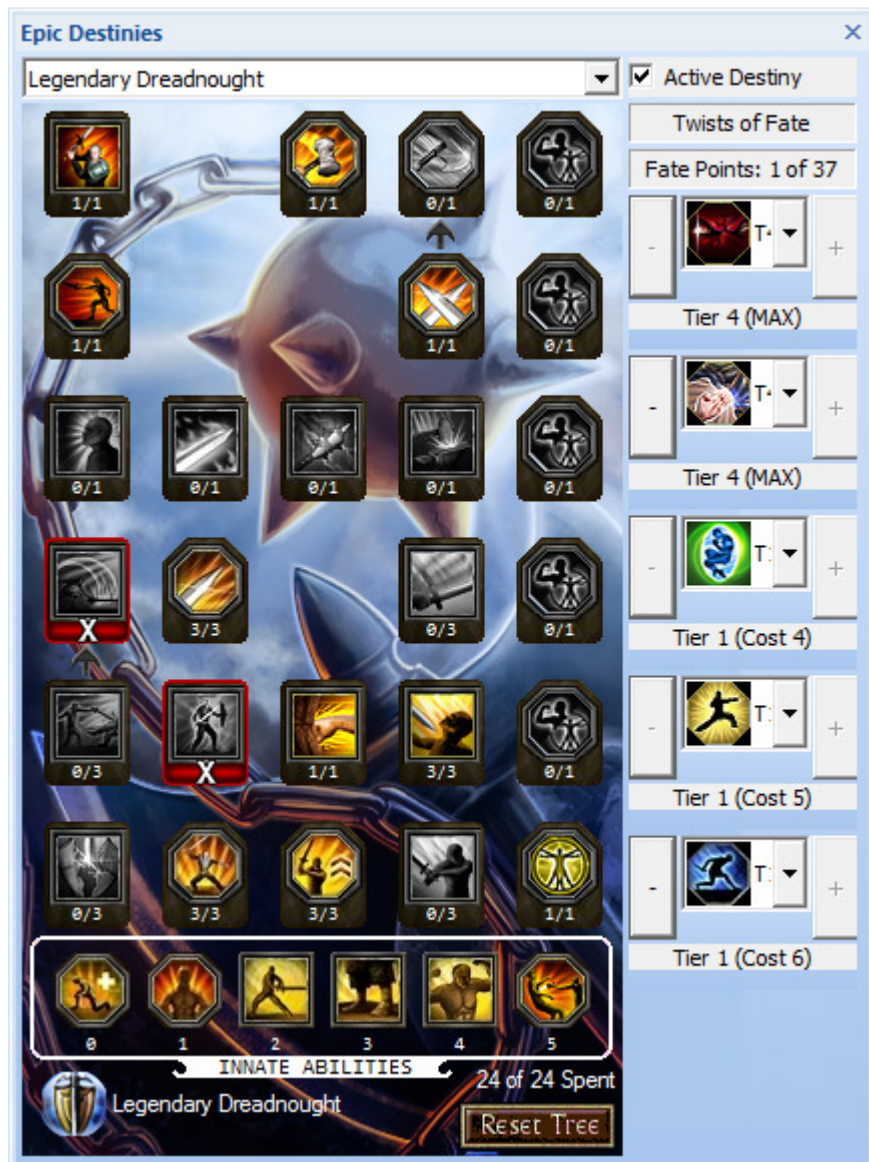 Epic Destinies
Legendary Dreadnought
Active Destiny
Twists of Fate
Fate Points: 1 of 37
1/1 1/1 0/1 0/1
- T +
Tier 4 (MAX)
1/1 1/1 0/1
- T +
Tier 4 (MAX)
0/1 0/1 0/1 0/1 0/1
- T +
Tier 1 (Cost 4)
X 3/3 0/3 0/1
- T +
Tier 1 (Cost 5)
0/3 X 1/1 3/3 0/1
- T +
Tier 1 (Cost 6)
0/3 3/3 3/3 0/3 1/1
0 1 2 3 4 5
INNATE ABILITIES
24 of 24 Spent
Legendary Dreadnought
Reset Tree